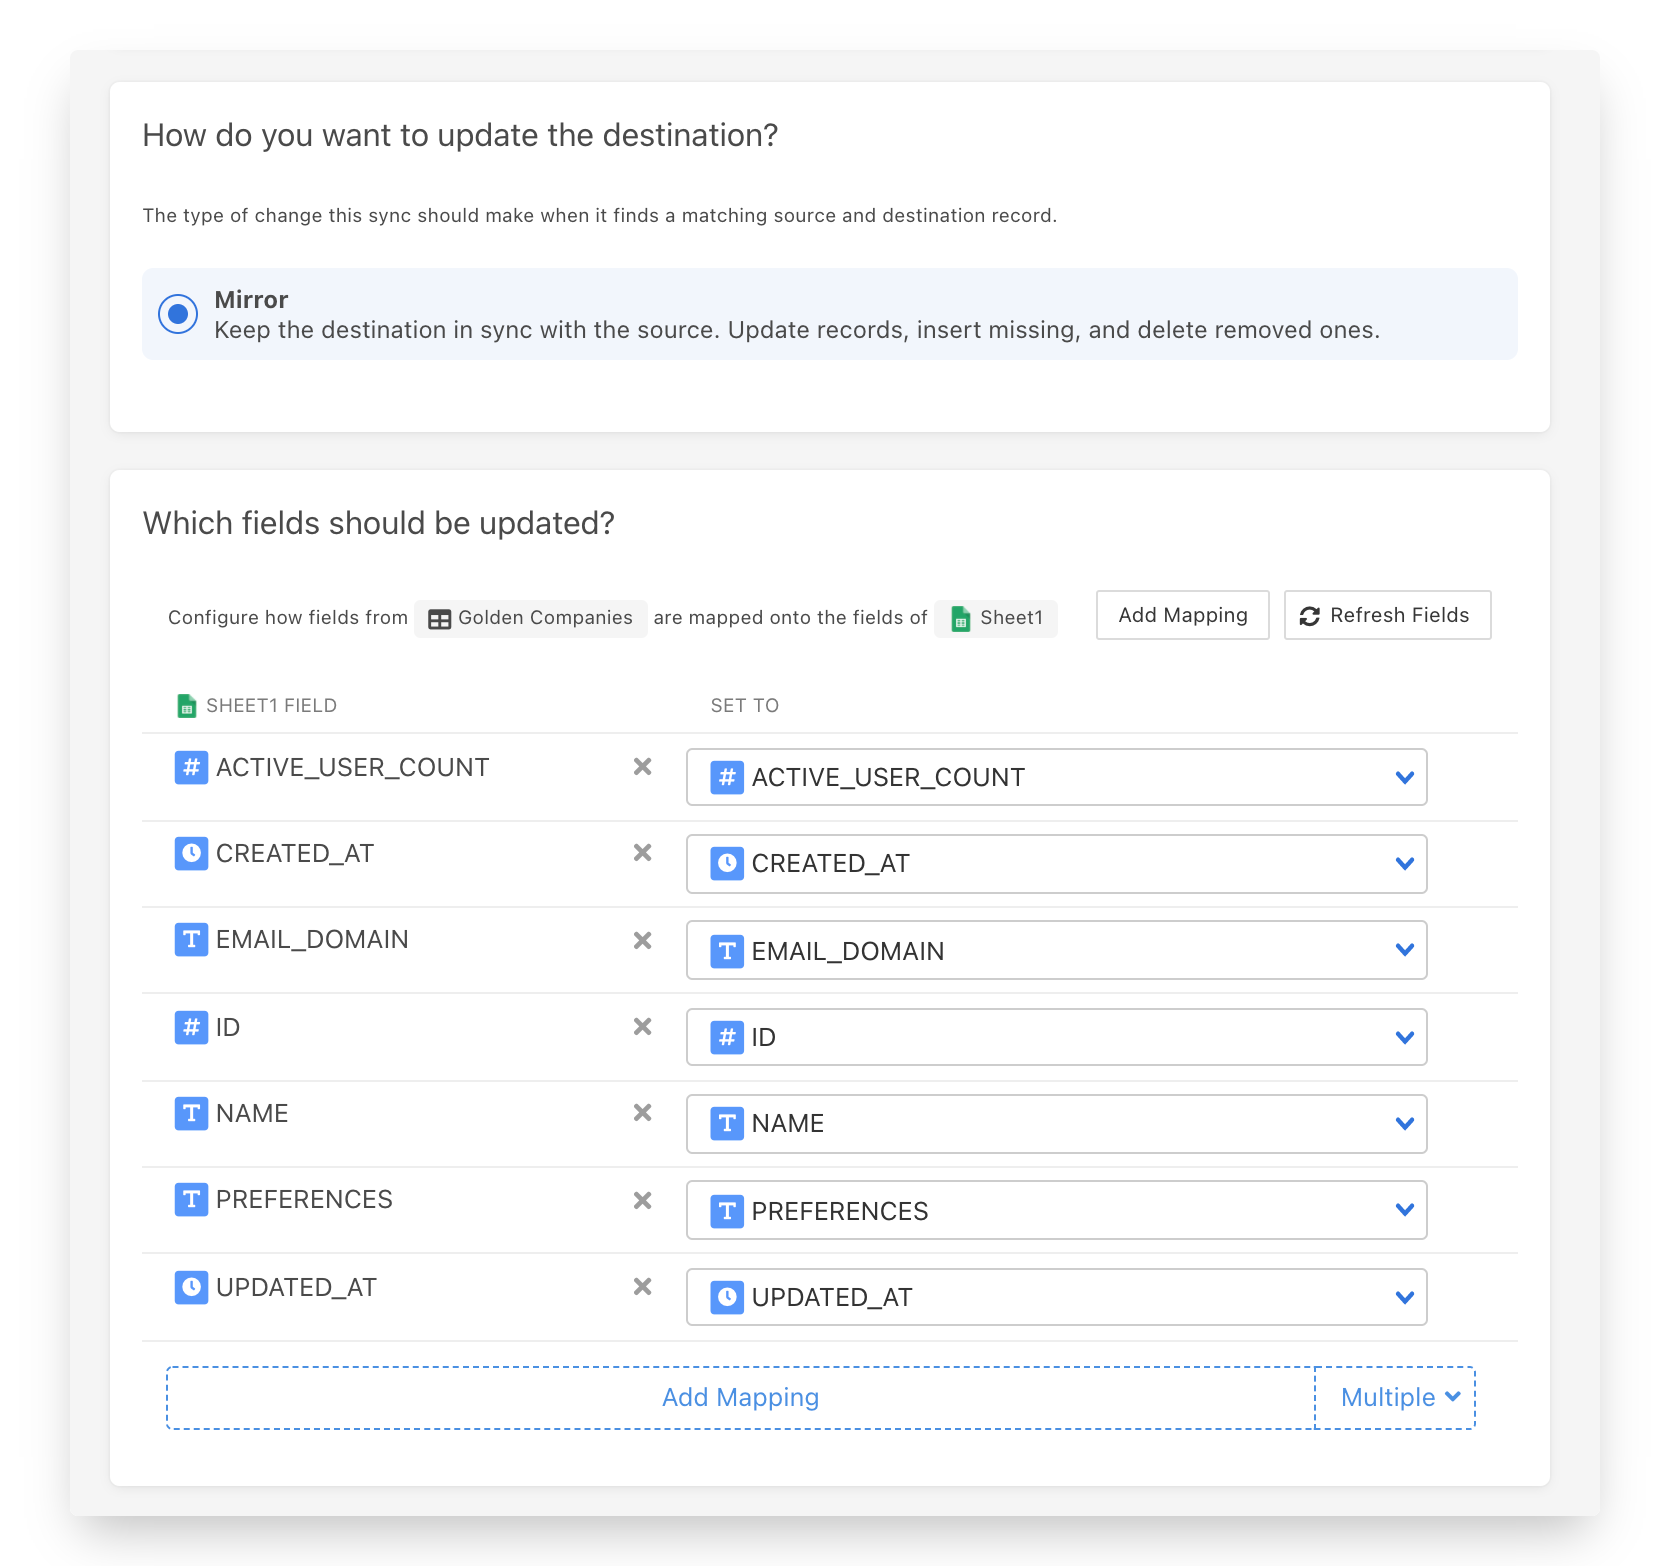 How do you want to update the destination?
The type of change this sync should make when it finds a matching source and destination record.
Mirror
Keep the destination in sync with the source. Update records, insert missing, and delete removed ones.
Which fields should be updated?
Configure how fields from Golden Companies are mapped onto the fields of Sheet1 Add Mapping Refresh Fields
SHEET1 FIELD SET TO
# ACTIVE_USER_COUNT # ACTIVE_USER_COUNT
CREATED_AT CREATED_AT
T EMAIL_DOMAIN T EMAIL_DOMAIN
# ID # ID
T NAME T NAME
T PREFERENCES T PREFERENCES
UPDATED_AT UPDATED_AT
Add Mapping Multiple